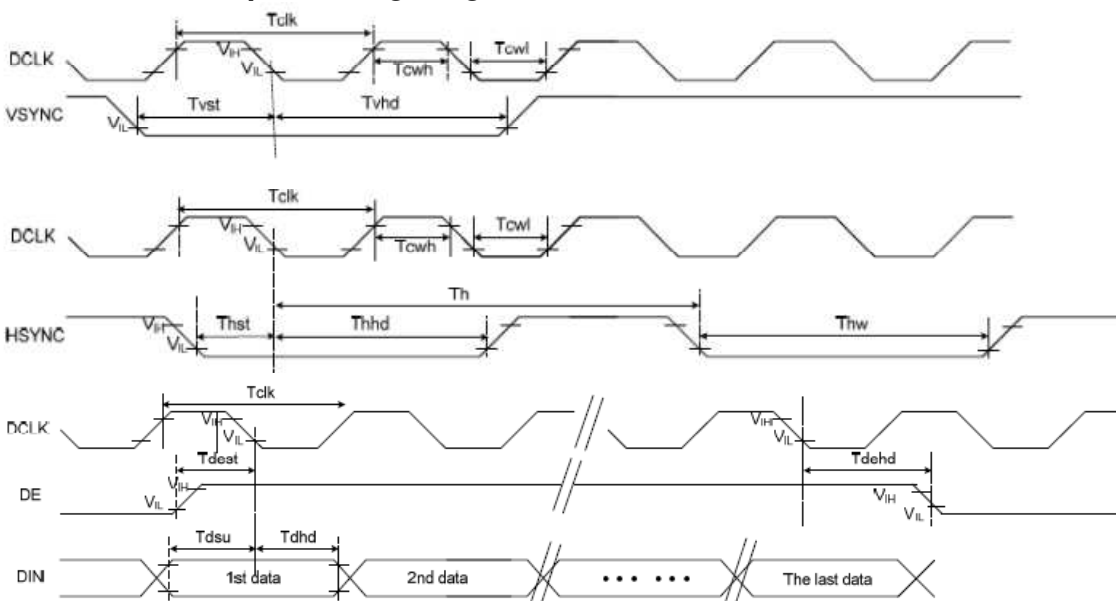 Tclk
DCLK VIH VIL Tcwh Tcwl
VSYNC VIL Tvst Tvhd
Tclk
DCLK VIH VIL Tcwh Tcwl
Th
HSYNC VIH VIL Thst Thhd Thw
Tclk
DCLK VIH VIL VIH VIL
Tdest Tdehd
DE VIL VIH VIH VIL
Tdsu Tdhd
DIN 1st data 2nd data • • • • • • The last data